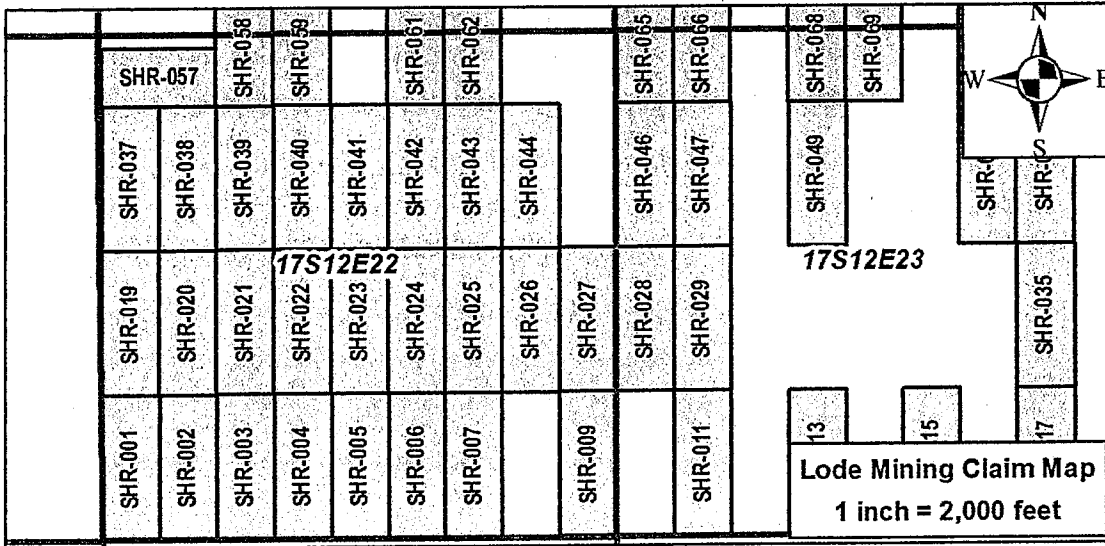 SHR-058
SHR-059
SHR-061
SHR-062
SHR-065
SHR-066
SHR-068
SHR-069
N
W
E
S
SHR-057
SHR-037
SHR-038
SHR-039
SHR-040
SHR-041
SHR-042
SHR-043
SHR-044
SHR-046
SHR-047
SHR-049
17S12E22
17S12E23
SHR-019
SHR-020
SHR-021
SHR-022
SHR-023
SHR-024
SHR-025
SHR-026
SHR-027
SHR-028
SHR-029
SHR-035
SHR-001
SHR-002
SHR-003
SHR-004
SHR-005
SHR-006
SHR-007
SHR-009
SHR-011
13
15
17
Lode Mining Claim Map
1 inch = 2,000 feet